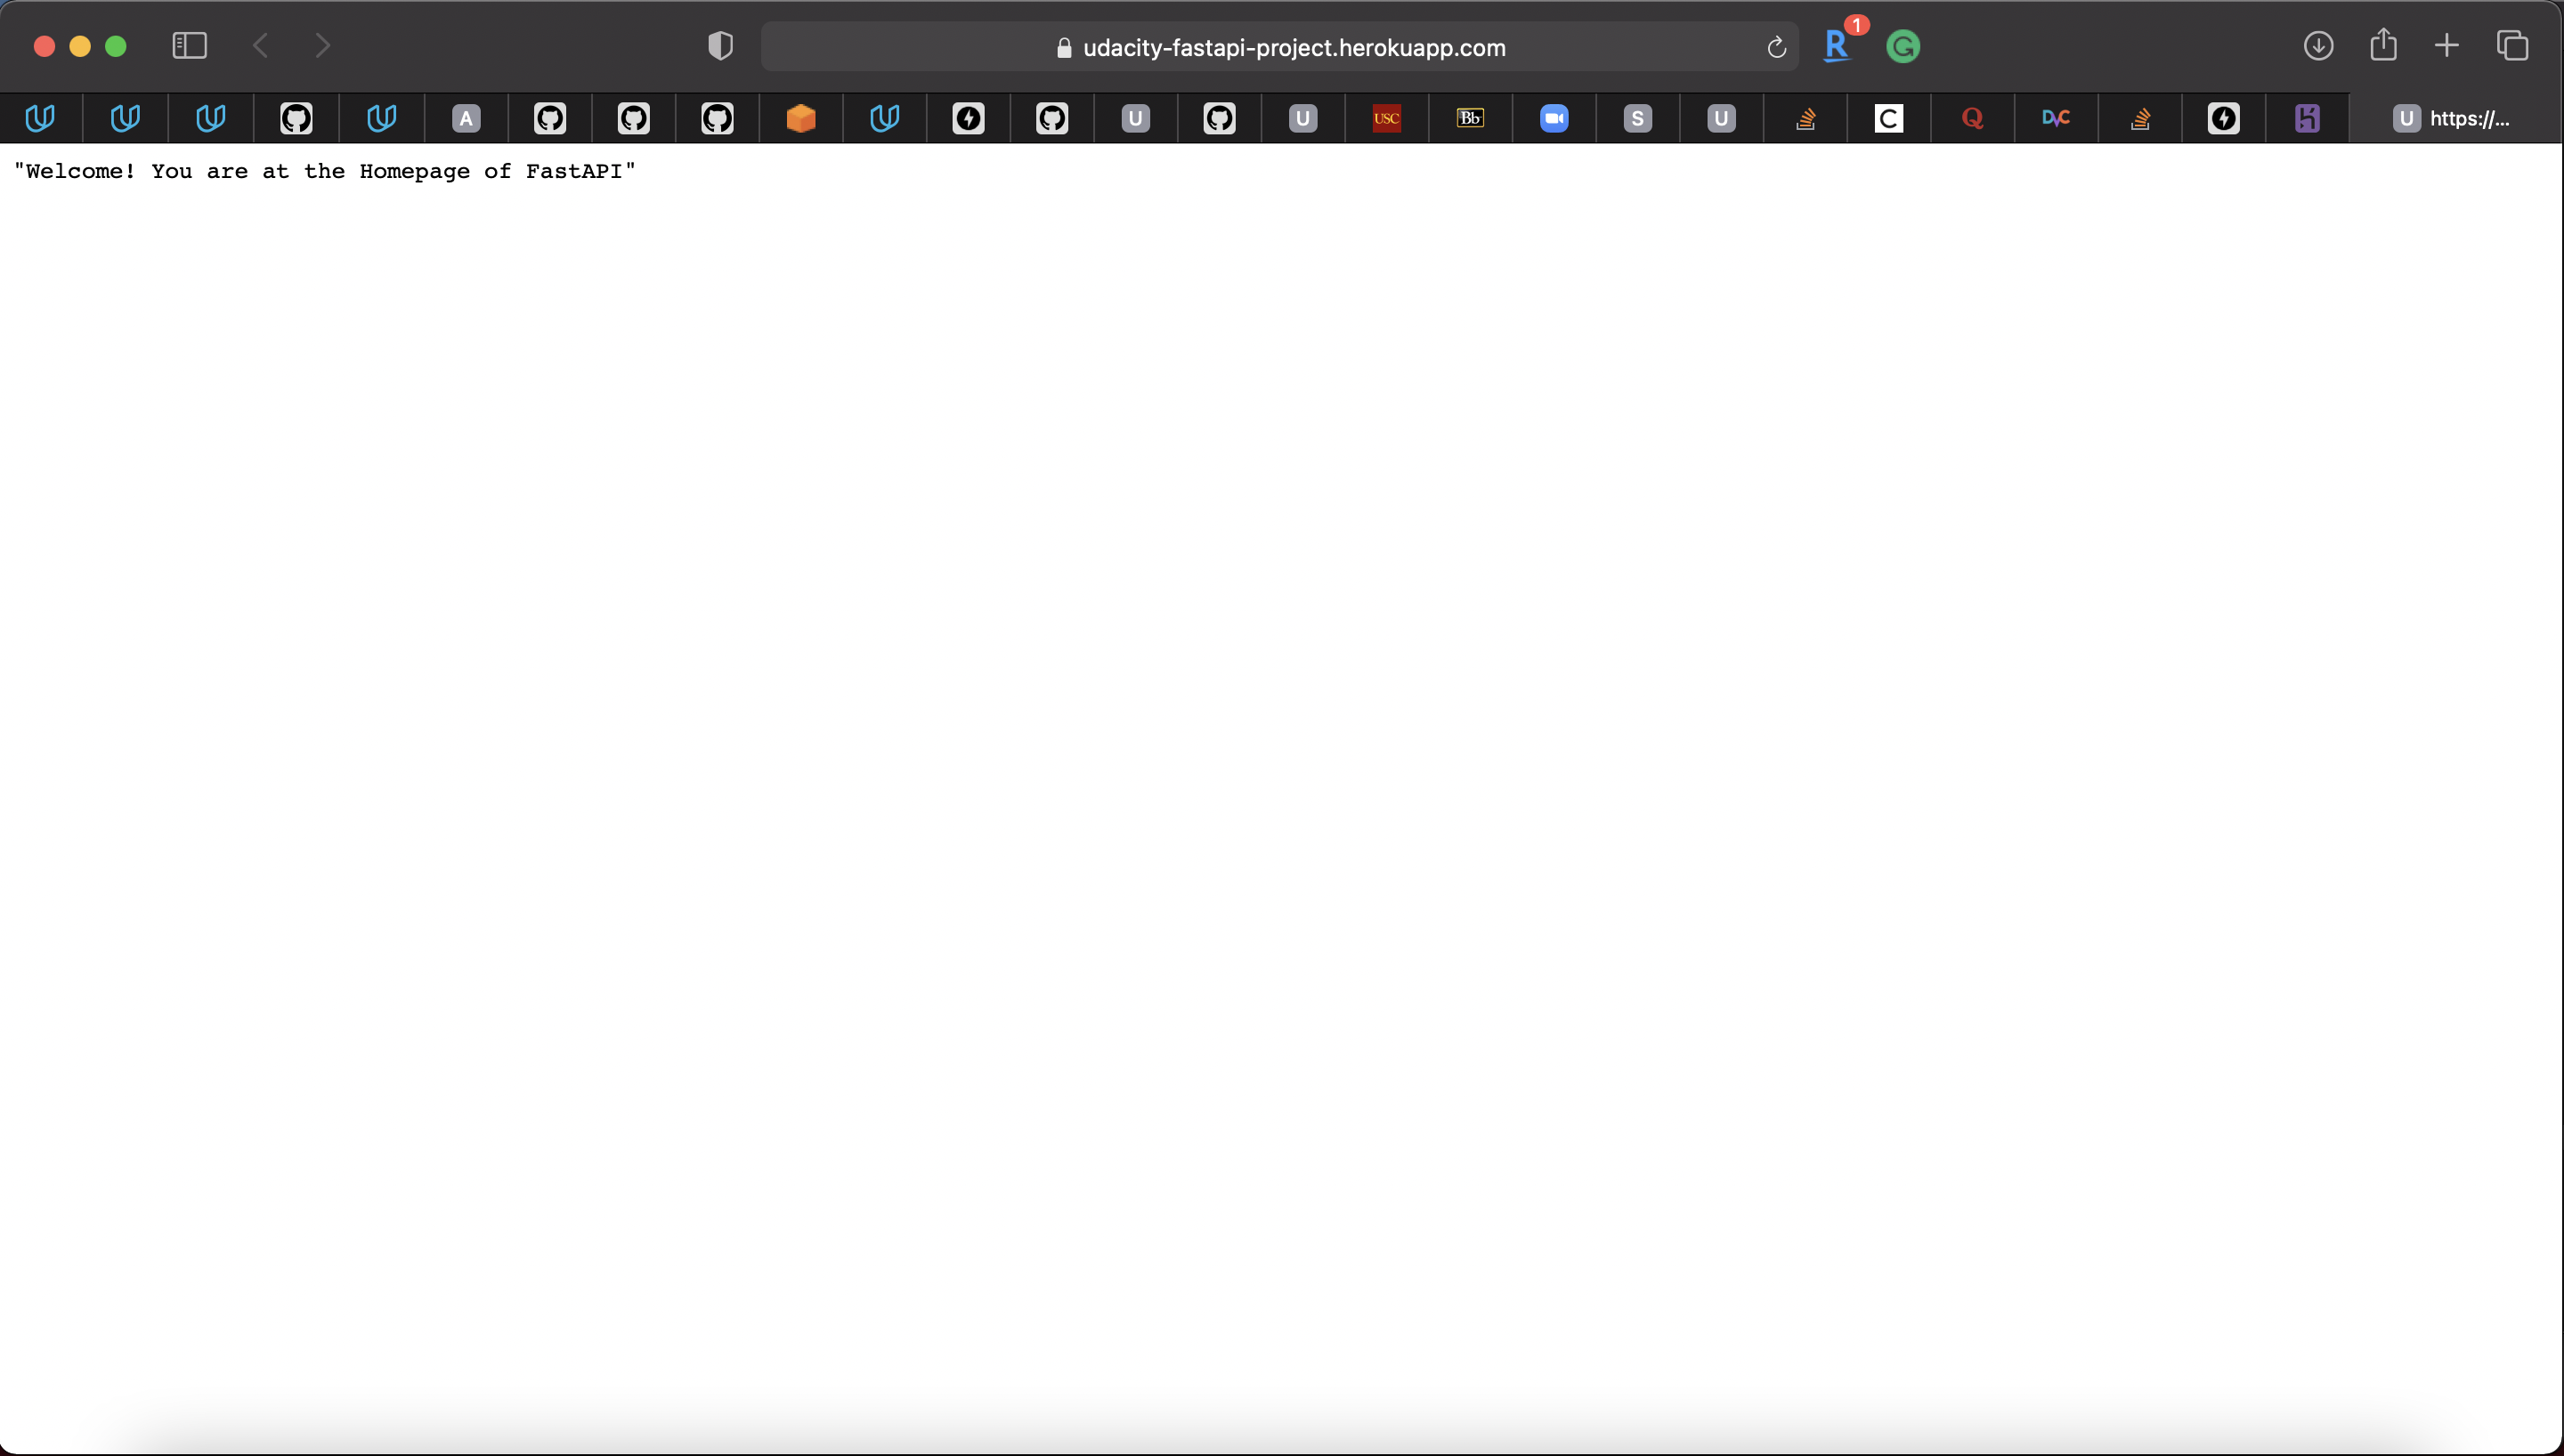 udacity-fastapi-project.herokuapp.com
R 1
A U U USC Bb S U C Q DVC U https://...
"Welcome! You are at the Homepage of FastAPI"